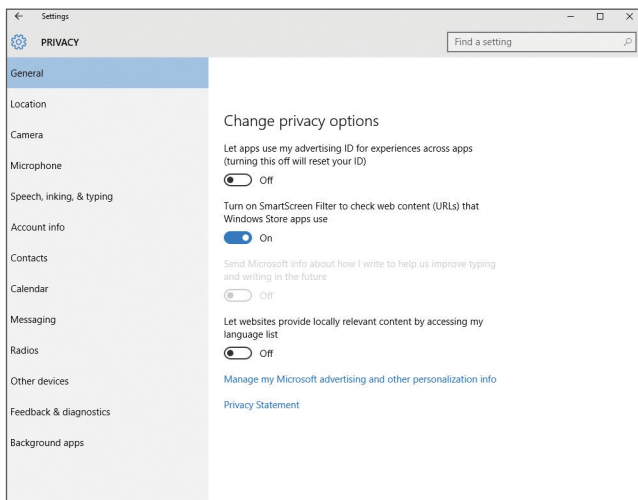 Settings
PRIVACY
Find a setting
General
Location
Camera
Microphone
Speech, inking, & typing
Account info
Contacts
Calendar
Messaging
Radios
Other devices
Feedback & diagnostics
Background apps
Change privacy options
Let apps use my advertising ID for experiences across apps
(turning this off will reset your ID)
Off
Turn on SmartScreen Filter to check web content (URLs) that
Windows Store apps use
On
Send Microsoft info about how I write to help us improve typing
and writing in the future
Off
Let websites provide locally relevant content by accessing my
language list
Off
Manage my Microsoft advertising and other personalization info
Privacy Statement